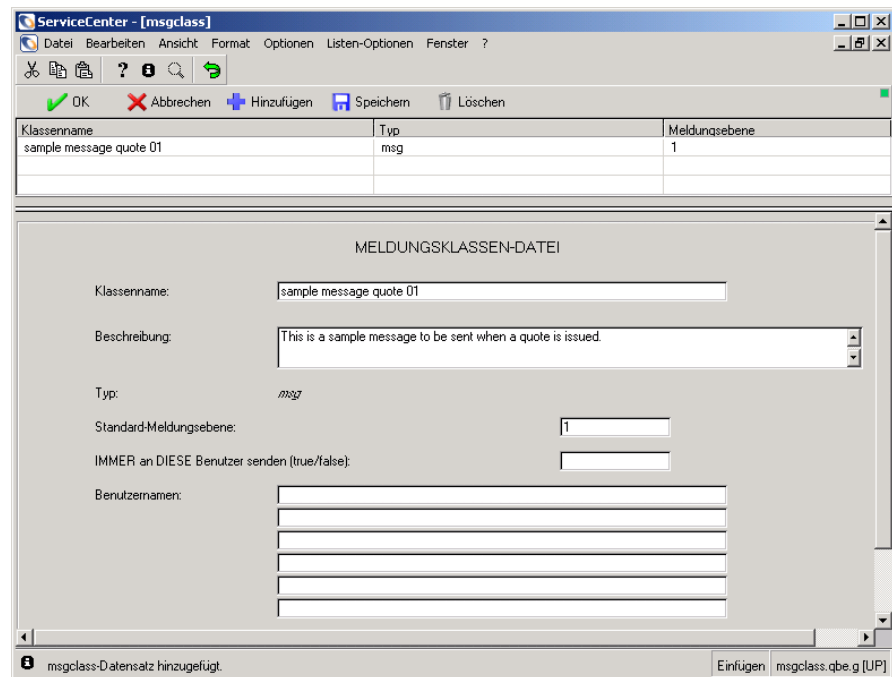 ServiceCenter - [msgclass]
Datei Bearbeiten Ansicht Format Optionen Listen-Optionen Fenster ?
OK Abbrechen Hinzufügen Speichern Löschen
Klassenname Typ Meldungsebene
sample message quote 01 msg 1
MELDUNGSKLASSEN-DATEI
Klassenname: sample message quote 01
Beschreibung: This is a sample message to be sent when a quote is issued.
Typ: msg
Standard-Meldungsebene: 1
IMMER an DIESE Benutzer senden (true/false):
Benutzernamen:
msgclass-Datensatz hinzugefügt. Einfügen msgclass.qbe.g [UP]